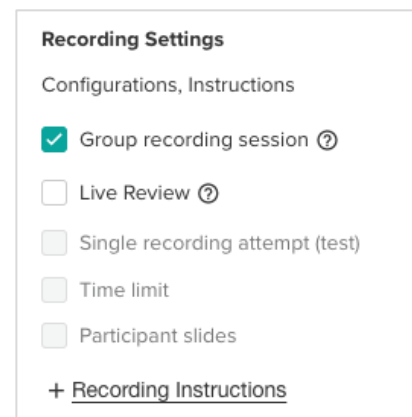 Recording Settings
Configurations, Instructions
Group recording session ?
Live Review ?
Single recording attempt (test)
Time limit
Participant slides
+ Recording Instructions